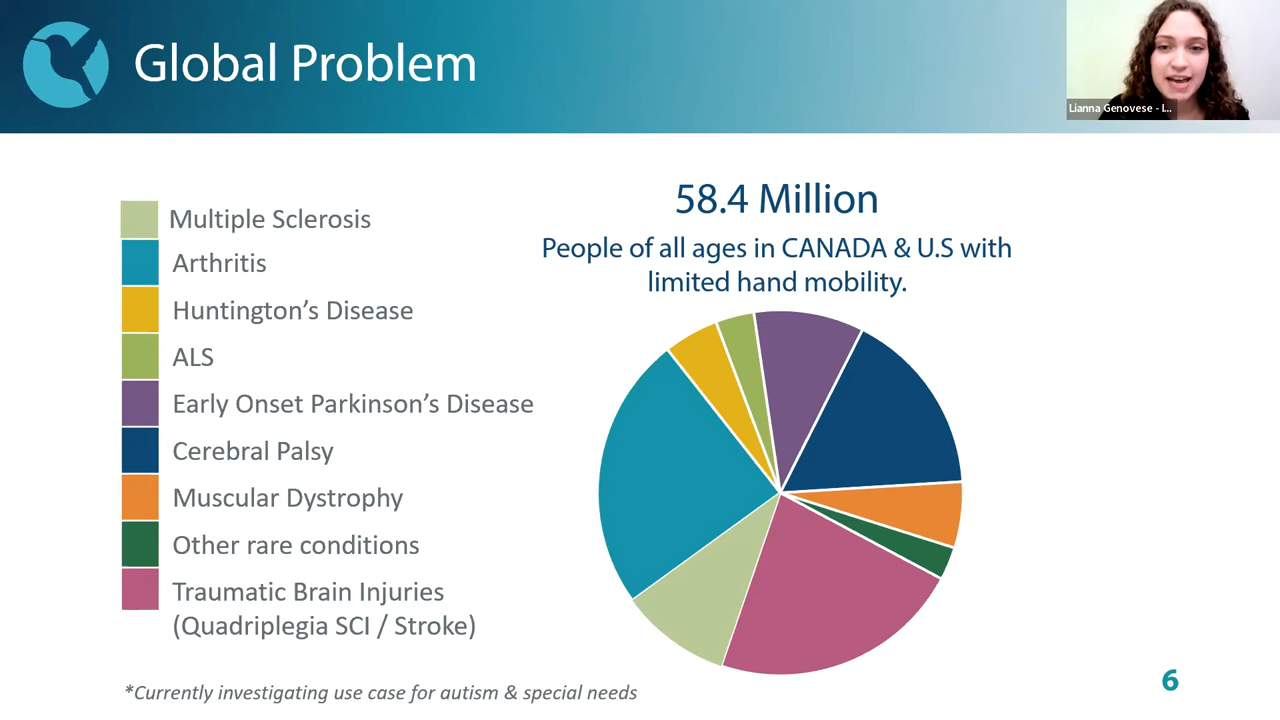 Global Problem
Lianna Genovese - I...
58.4 Million
People of all ages in CANADA & U.S with
limited hand mobility.
Multiple Sclerosis
Arthritis
Huntington’s Disease
ALS
Early Onset Parkinson’s Disease
Cerebral Palsy
Muscular Dystrophy
Other rare conditions
Traumatic Brain Injuries
(Quadriplegia SCI / Stroke)
*Currently investigating use case for autism & special needs
6